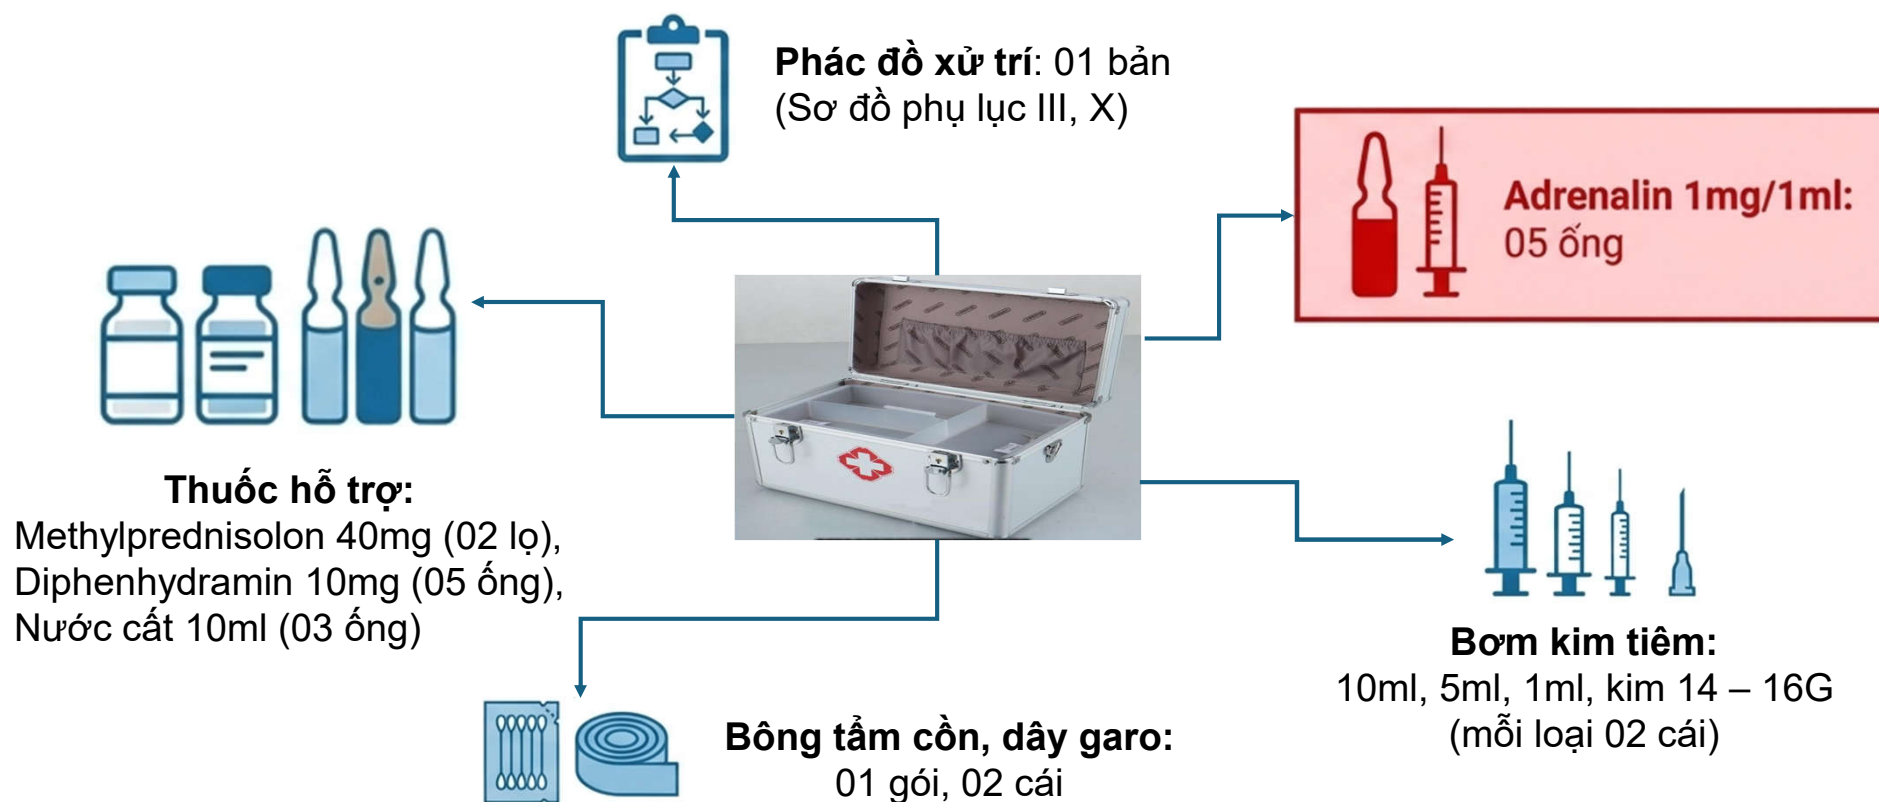 Phác đồ xử trí: 01 bản
(Sơ đồ phụ lục III, X)
Adrenalin 1mg/1ml:
05 ống
Thuốc hỗ trợ:
Methylprednisolon 40mg (02 lọ),
Diphenhydramin 10mg (05 ống),
Nước cất 10ml (03 ống)
Bơm kim tiêm:
10ml, 5ml, 1ml, kim 14 – 16G
(mỗi loại 02 cái)
Bông tẩm cồn, dây garo:
01 gói, 02 cái